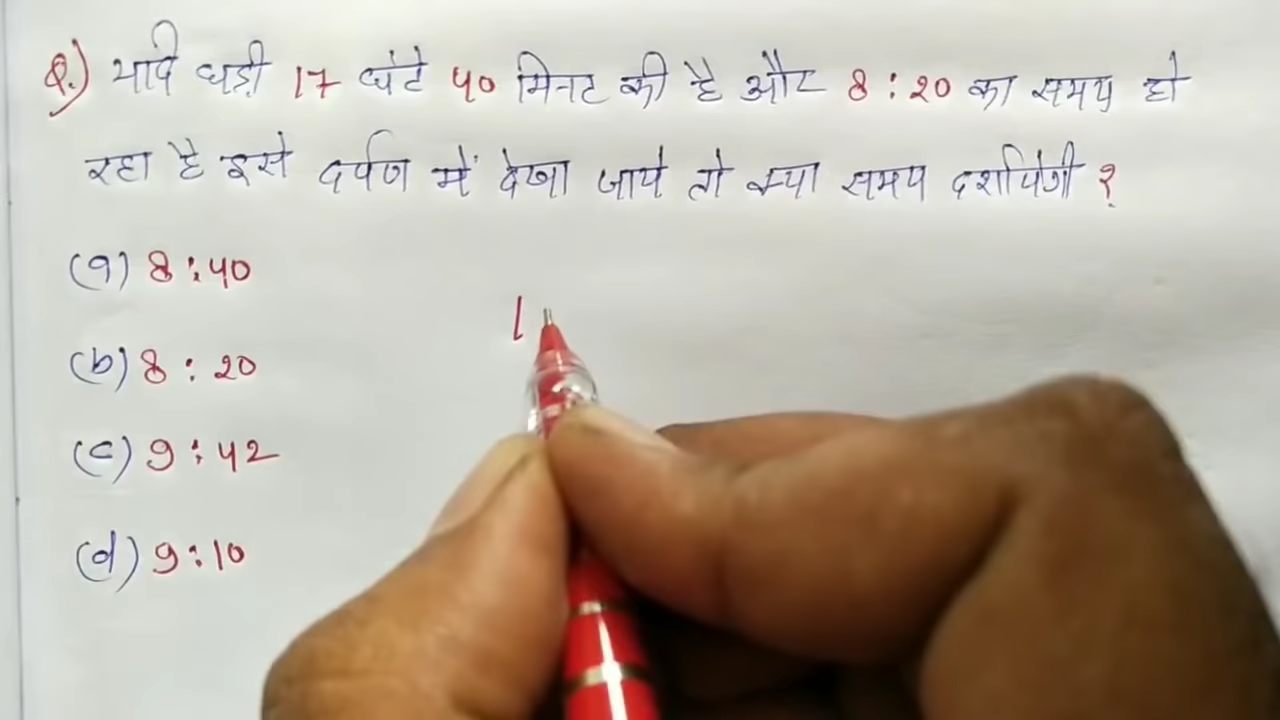 Q.) यदि घड़ी 17 घंटे 40 मिनट की है और 8:20 का समय हो
रहा है इसे दर्पण में देखा जाये तो क्या समय दर्शायेगी ?
(a) 8:40
(b) 8:20
(c) 9:42
(d) 9:10
1